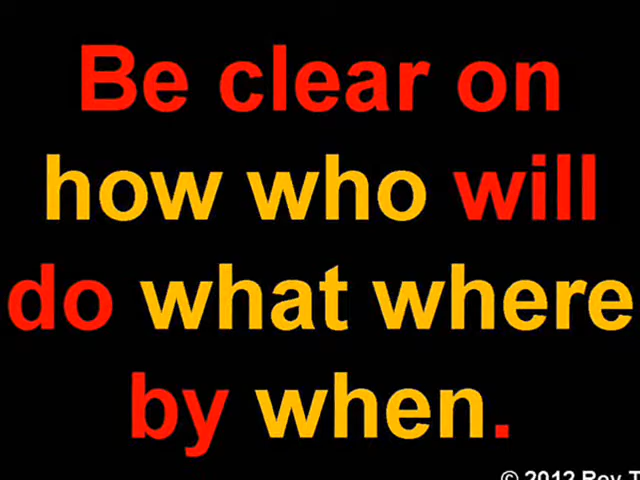 Be clear on
how who will
do what where
by when.
© 2012 Roy